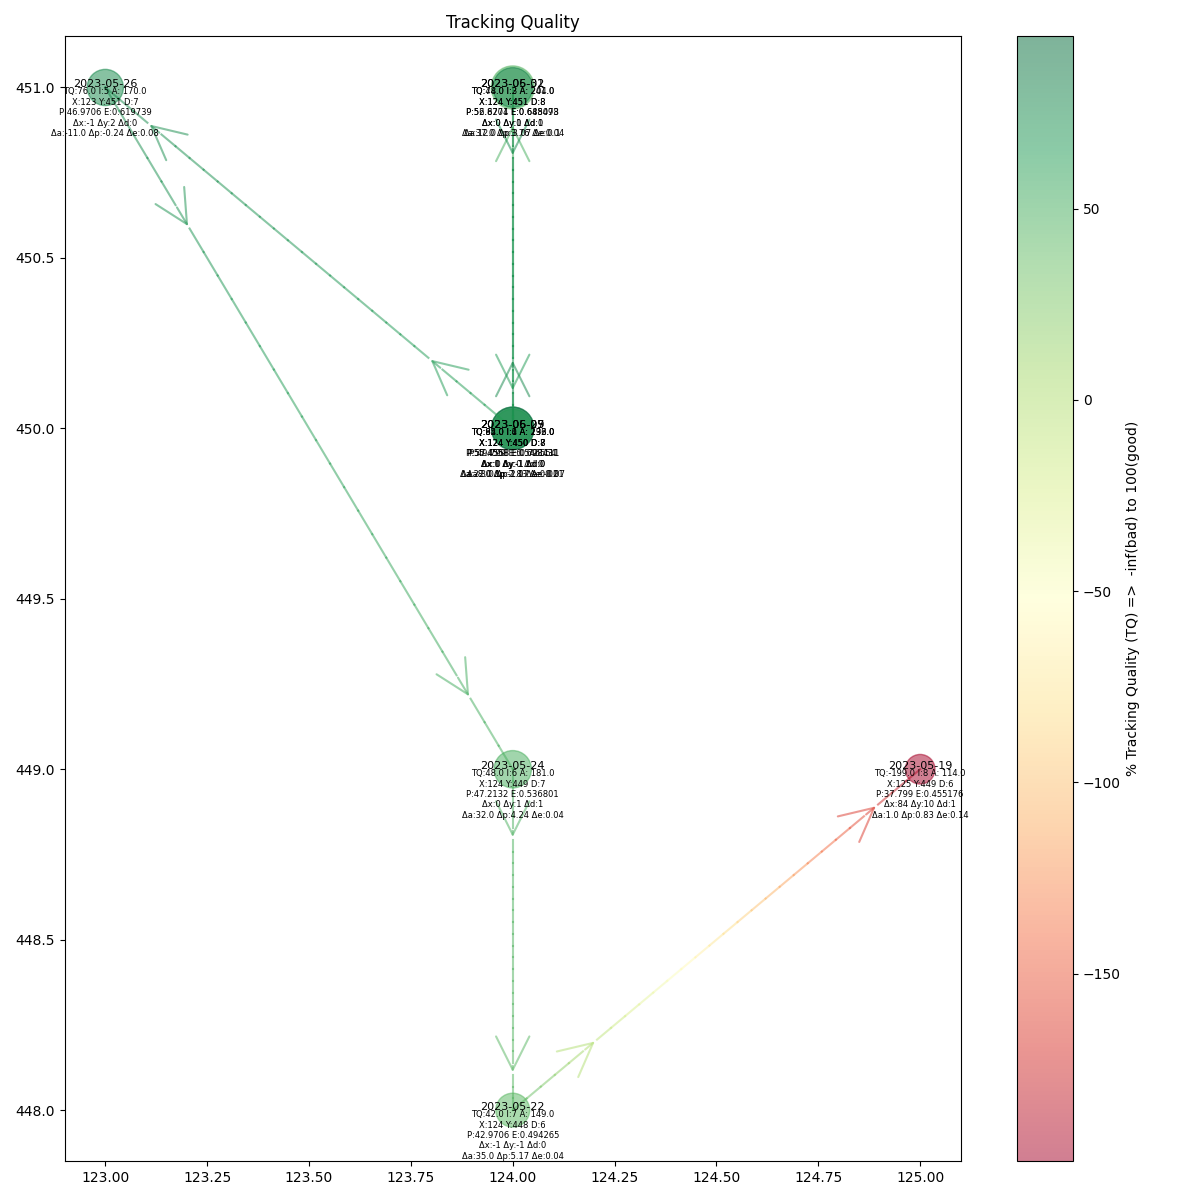 Tracking Quality
2023-05-26
TQ:76.0 I:5 A: 170.0
X:123 Y:451 D:7
P:46.9706 E:0.619739
Δx:-1 Δy:2 Δd:0
Δa:-11.0 Δp:-0.24 Δe:0.08
X:124 Y:451 D:8
X:124 Y:450
2023-05-24
TQ:48.0 I:6 A: 181.0
X:124 Y:449 D:7
P:47.2132 E:0.536801
Δx:0 Δy:1 Δd:1
Δa:32.0 Δp:4.24 Δe:0.04
2023-05-19
TQ:-199.0 I:8 A: 114.0
X:125 Y:449 D:6
P:37.799 E:0.455176
Δx:84 Δy:10 Δd:1
Δa:1.0 Δp:0.83 Δe:0.14
2023-05-22
TQ:42.0 I:7 A: 149.0
X:124 Y:448 D:6
P:42.9706 E:0.494265
Δx:-1 Δy:-1 Δd:0
Δa:35.0 Δp:5.17 Δe:0.04
451.0
450.5
450.0
449.5
449.0
448.5
448.0
123.00
123.25
123.50
123.75
124.00
124.25
124.50
124.75
125.00
50
0
−50
−100
−150
% Tracking Quality (TQ) => -inf(bad) to 100(good)